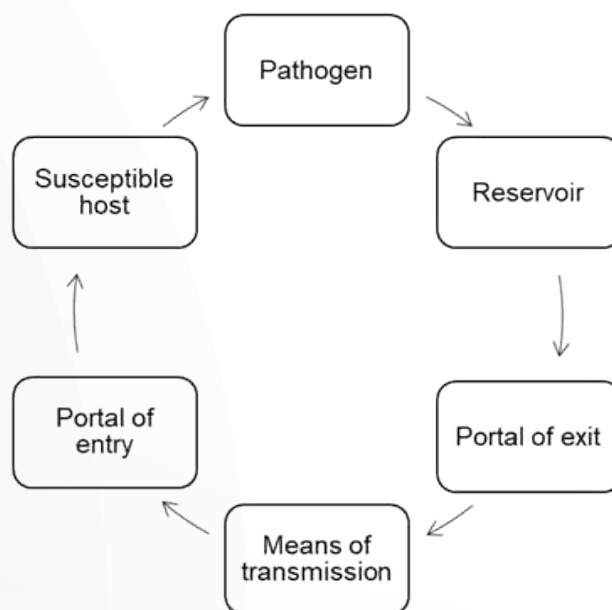 Pathogen
Reservoir
Portal of exit
Means of
transmission
Portal of
entry
Susceptible
host